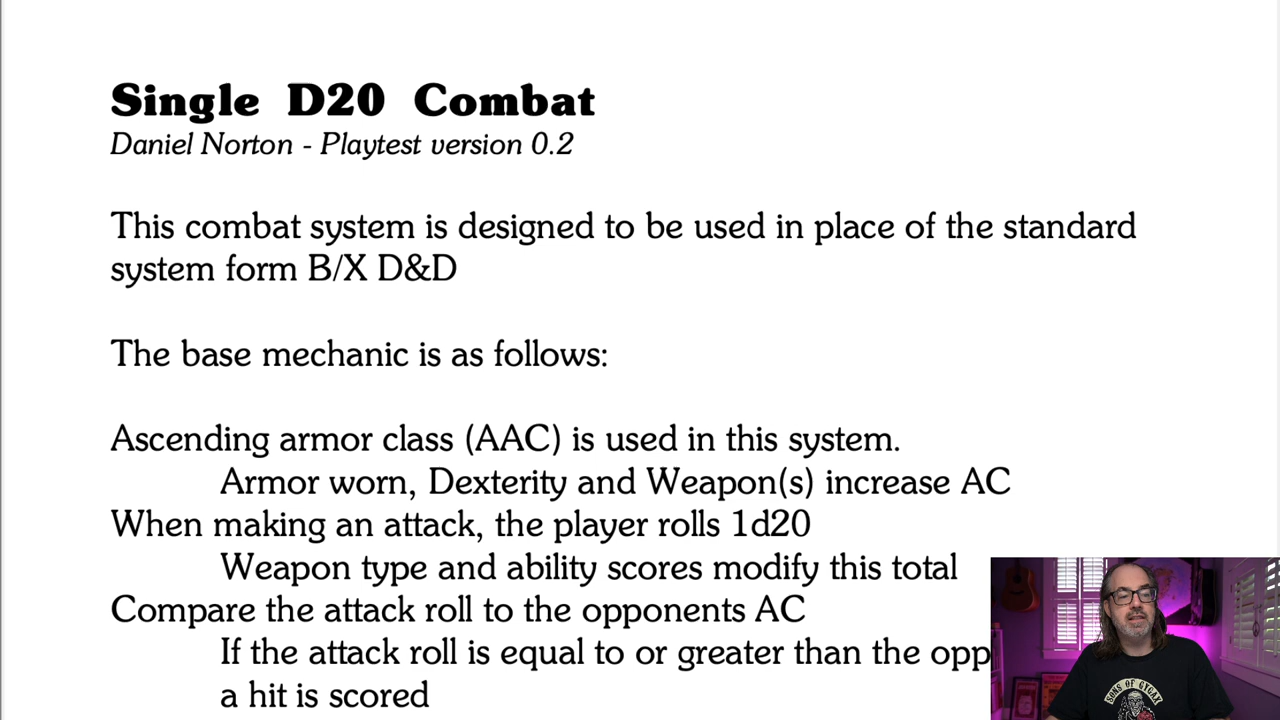 Single D20 Combat
Daniel Norton - Playtest version 0.2
This combat system is designed to be used in place of the standard
system form B/X D&D
The base mechanic is as follows:
Ascending armor class (AAC) is used in this system.
Armor worn, Dexterity and Weapon(s) increase AC
When making an attack, the player rolls 1d20
Weapon type and ability scores modify this total
Compare the attack roll to the opponents AC
If the attack roll is equal to or greater than the opp
a hit is scored
SONS OF GYGAX